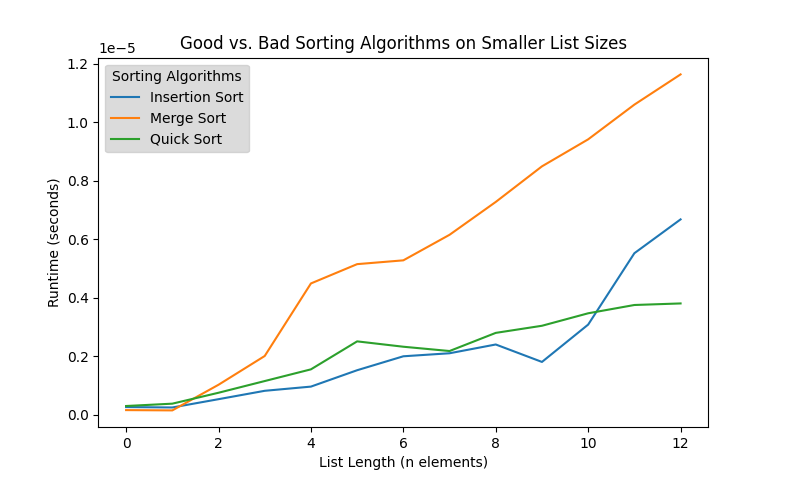 Good vs. Bad Sorting Algorithms on Smaller List Sizes
1e−5
Sorting Algorithms
Insertion Sort
Merge Sort
Quick Sort
1.2
1.0
0.8
0.6
0.4
0.2
0.0
Runtime (seconds)
0 2 4 6 8 10 12
List Length (n elements)